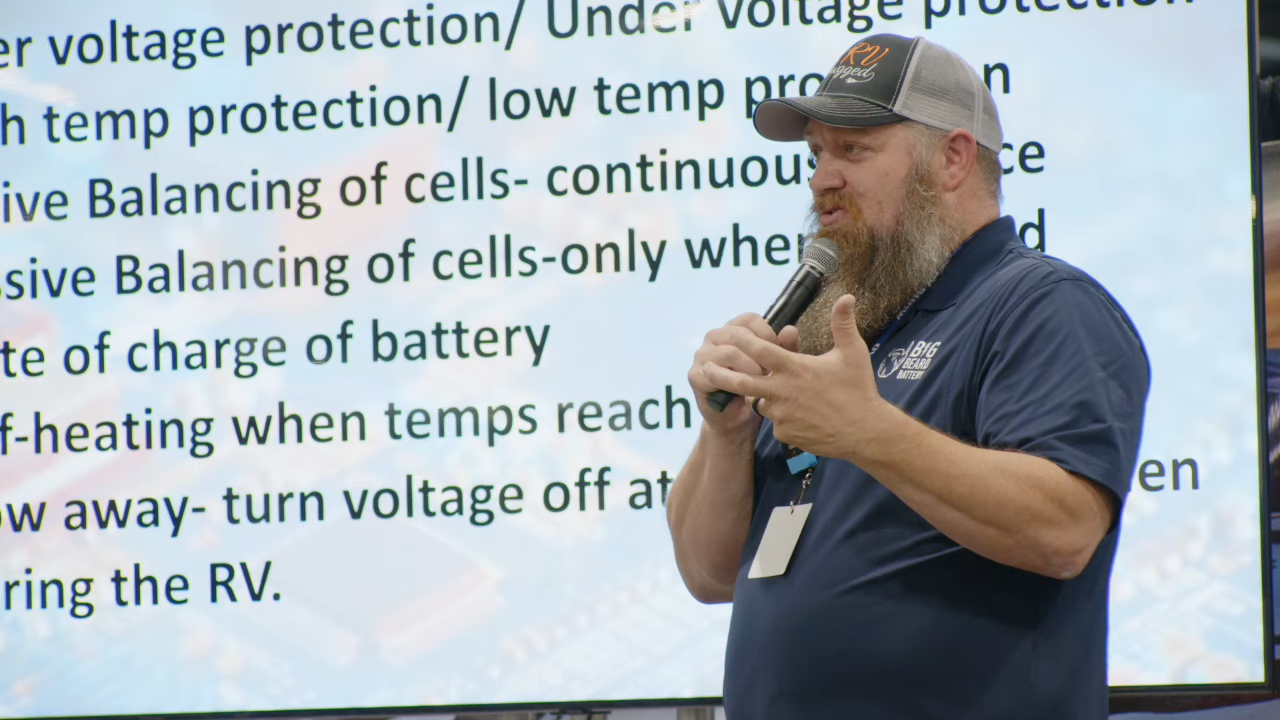 er voltage protection/ Under voltage protection
h temp protection/ low temp pro n
ive Balancing of cells- continuous ce
ssive Balancing of cells-only whe d
te of charge of battery
f-heating when temps reach
ow away- turn voltage off at en
ring the RV.
RV
BIG
BEARD
BATTERY